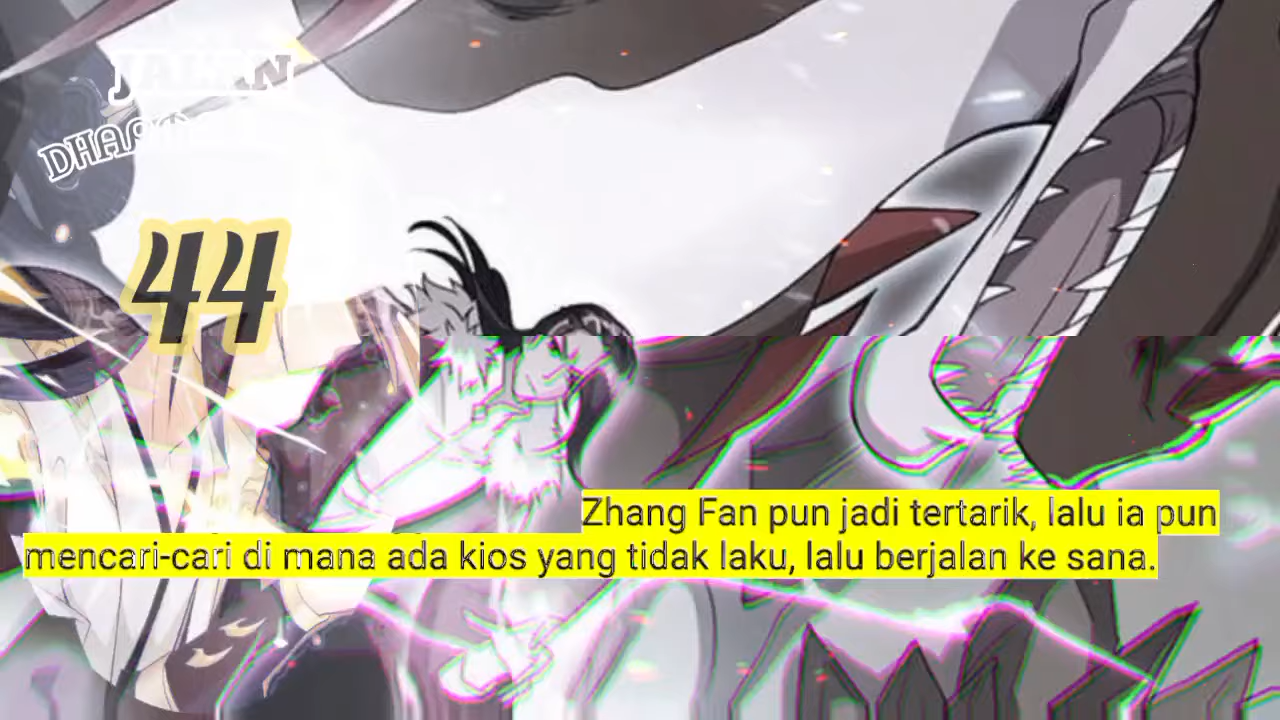 JALAN
44
Zhang Fan pun jadi tertarik, lalu ia pun
mencari-cari di mana ada kios yang tidak laku, lalu berjalan ke sana.